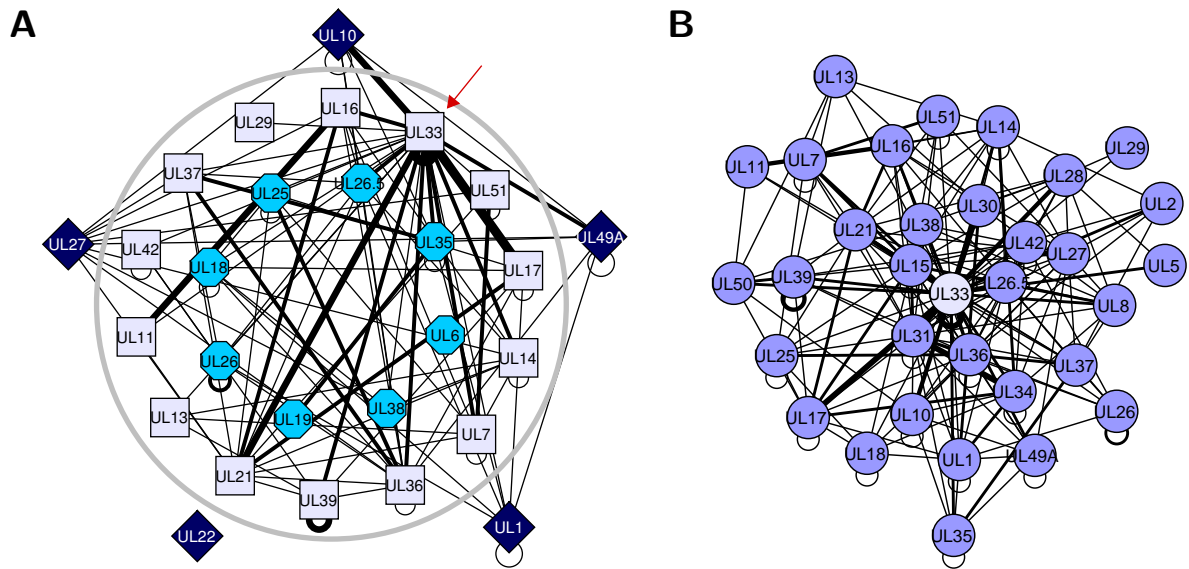 A
B
UL10
UL16
UL33
UL29
UL37
UL25
UL26.5
UL51
UL27
UL42
UL35
UL49A
UL18
UL17
UL11
UL6
UL26
UL14
UL13
UL19
UL38
UL7
UL21
UL39
UL36
UL22
UL1
UL13
UL51
UL14
UL29
UL11
UL7
UL16
UL28
UL30
UL2
UL21
UL38
UL42
UL27
UL15
UL5
UL50
UL39
UL33
UL26.5
UL8
UL31
UL25
UL36
UL37
UL34
UL17
UL10
UL26
UL18
UL1
UL49A
UL35